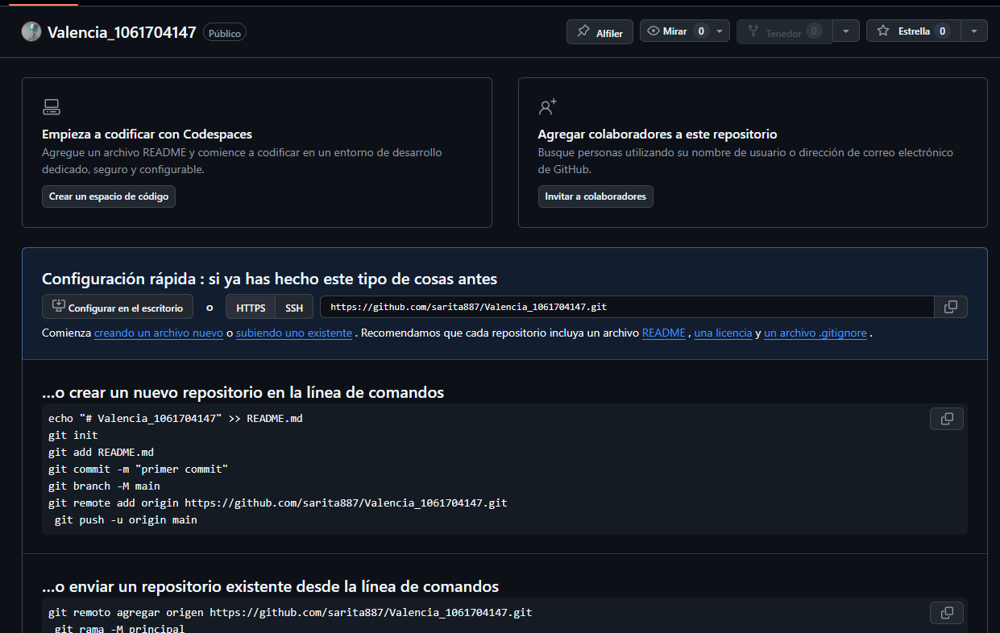 Valencia_1061704147 Público
Alfiler Mirar 0 Tenedor 0 Estrella 0
Empieza a codificar con Codespaces
Agregue un archivo README y comience a codificar en un entorno de desarrollo
dedicado, seguro y configurable.
Crear un espacio de código
Agregar colaboradores a este repositorio
Busque personas utilizando su nombre de usuario o dirección de correo electrónico
de GitHub.
Invitar a colaboradores
Configuración rápida : si ya has hecho este tipo de cosas antes
Configurar en el escritorio o HTTPS SSH https://github.com/sarita887/Valencia_1061704147.git
Comienza creando un archivo nuevo o subiendo uno existente . Recomendamos que cada repositorio incluya un archivo README , una licencia y un archivo .gitignore .
...o crear un nuevo repositorio en la línea de comandos
echo "# Valencia_1061704147" >> README.md
git init
git add README.md
git commit -m "primer commit"
git branch -M main
git remote add origin https://github.com/sarita887/Valencia_1061704147.git
git push -u origin main
...o enviar un repositorio existente desde la línea de comandos
git remoto agregar origen https://github.com/sarita887/Valencia_1061704147.git
git rama -M principal